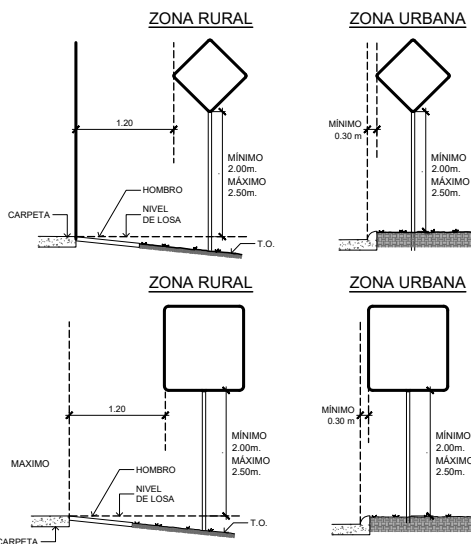 ZONA RURAL
1.20
MÍNIMO
2.00m.
MÁXIMO
2.50m.
HOMBRO
NIVEL
DE LOSA
CARPETA
T.O.
ZONA URBANA
MÍNIMO
0.30 m
MÍNIMO
2.00m.
MÁXIMO
2.50m.
ZONA RURAL
1.20
MAXIMO
MÍNIMO
2.00m.
MÁXIMO
2.50m.
HOMBRO
NIVEL
DE LOSA
T.O.
CARPETA
ZONA URBANA
MÍNIMO
0.30 m
MÍNIMO
2.00m.
MÁXIMO
2.50m.